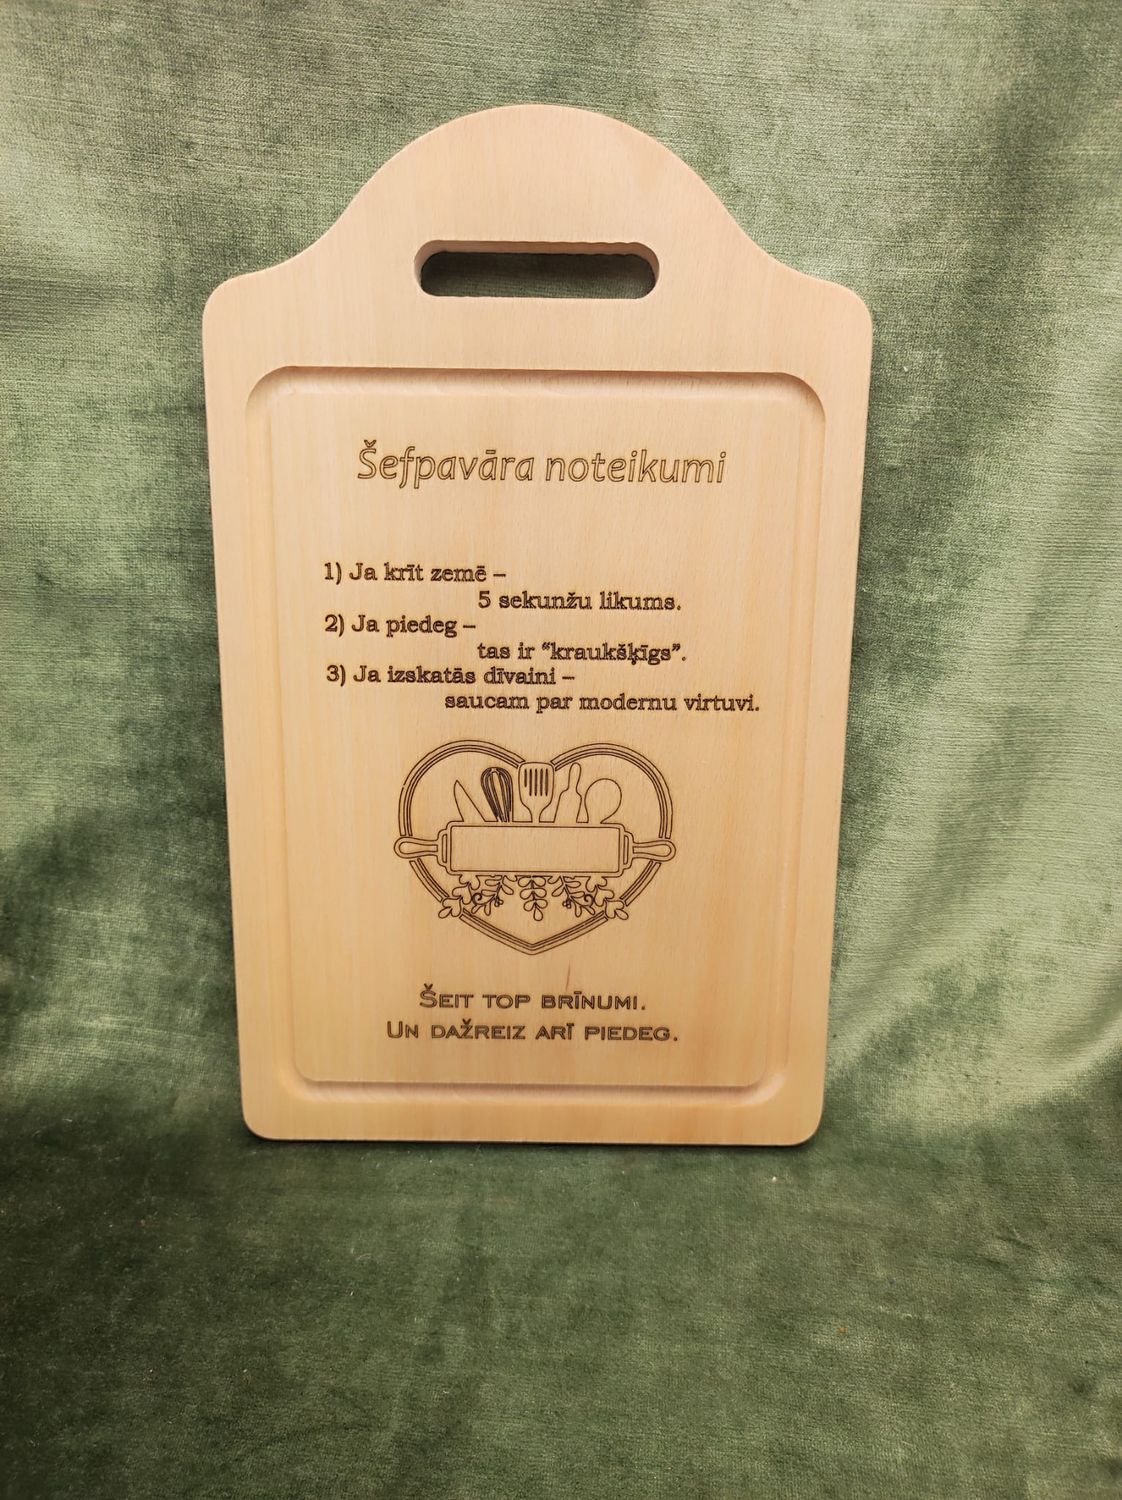 Šefpavāra noteikumi
1) Ja krīt zemē –
5 sekunžu likums.
2) Ja piedeg –
tas ir “kraukšķīgs”.
3) Ja izskatās dīvaini –
saucam par modernu virtuvi.
ŠEIT TOP BRĪNUMI.
UN DAŽREIZ ARĪ PIEDEG.